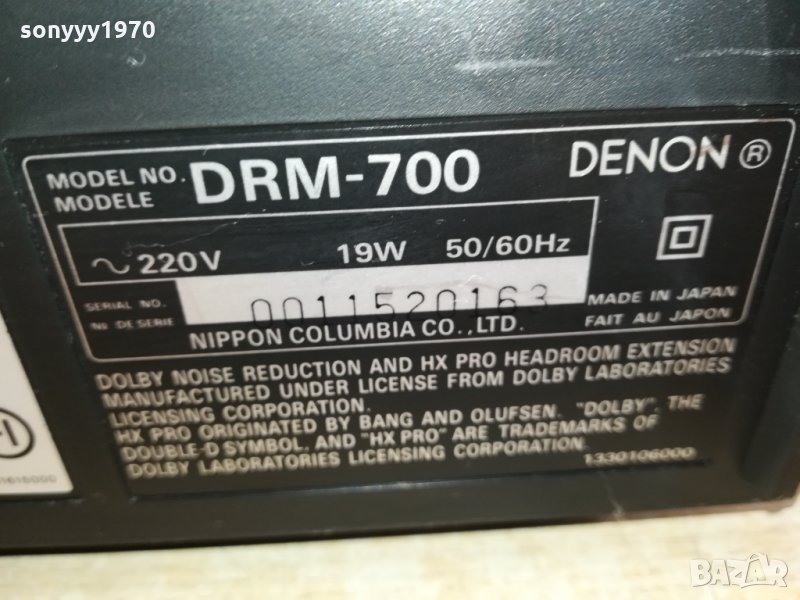 sonyyy1970
MODEL NO. DRM-700 DENON ®
MODELE
~ 220V 19W 50/60Hz
SERIAL NO. 0011520163 MADE IN JAPAN
Nº DE SERIE FAIT AU JAPON
NIPPON COLUMBIA CO.,LTD.
DOLBY NOISE REDUCTION AND HX PRO HEADROOM EXTENSION
MANUFACTURED UNDER LICENSE FROM DOLBY LABORATORIES
LICENSING CORPORATION.
HX PRO ORIGINATED BY BANG AND OLUFSEN. "DOLBY", THE
DOUBLE-D SYMBOL, AND "HX PRO" ARE TRADEMARKS OF
DOLBY LABORATORIES LICENSING CORPORATION.
1330106000
BAZAR